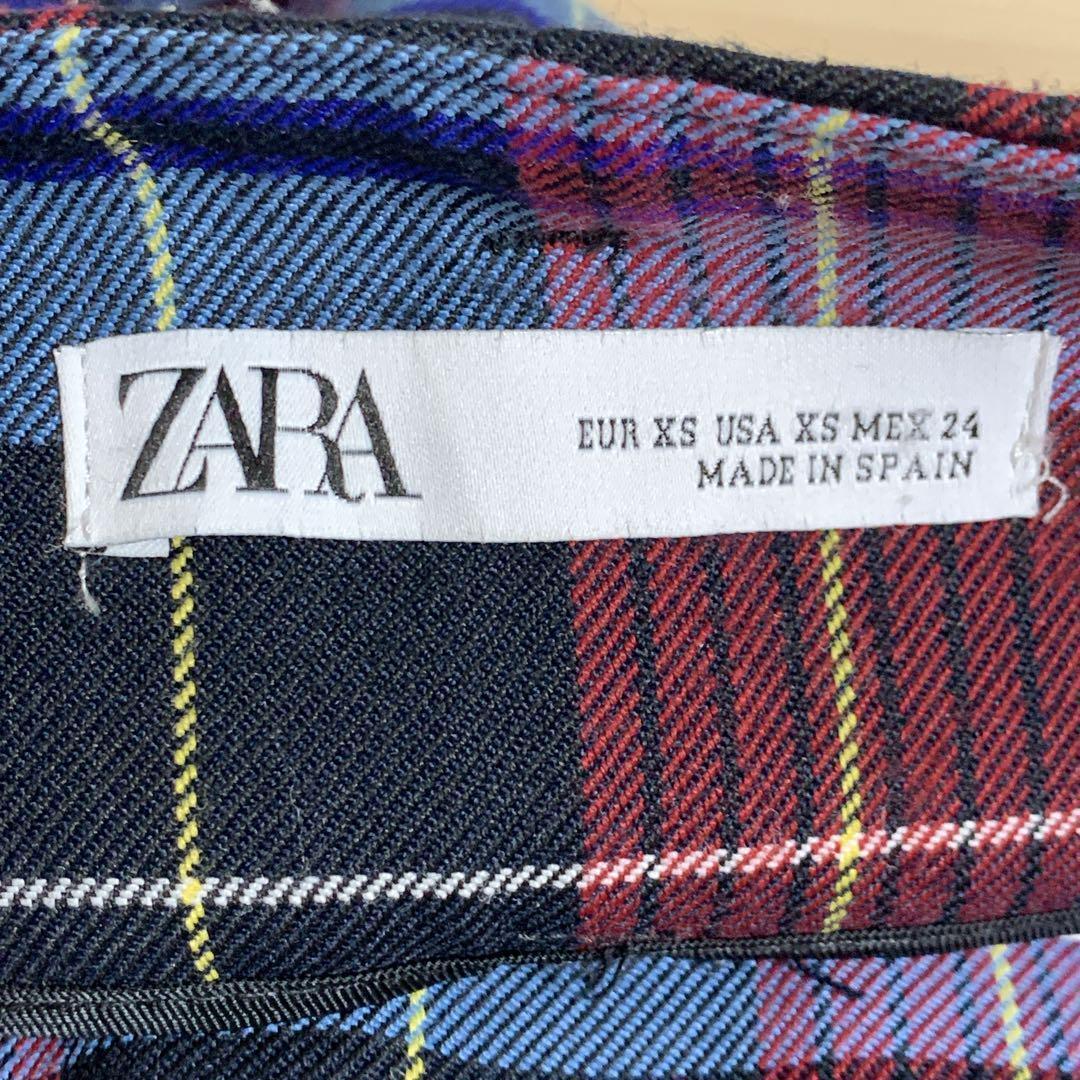 ZARA
EUR XS USA XS MEX 24
MADE IN SPAIN